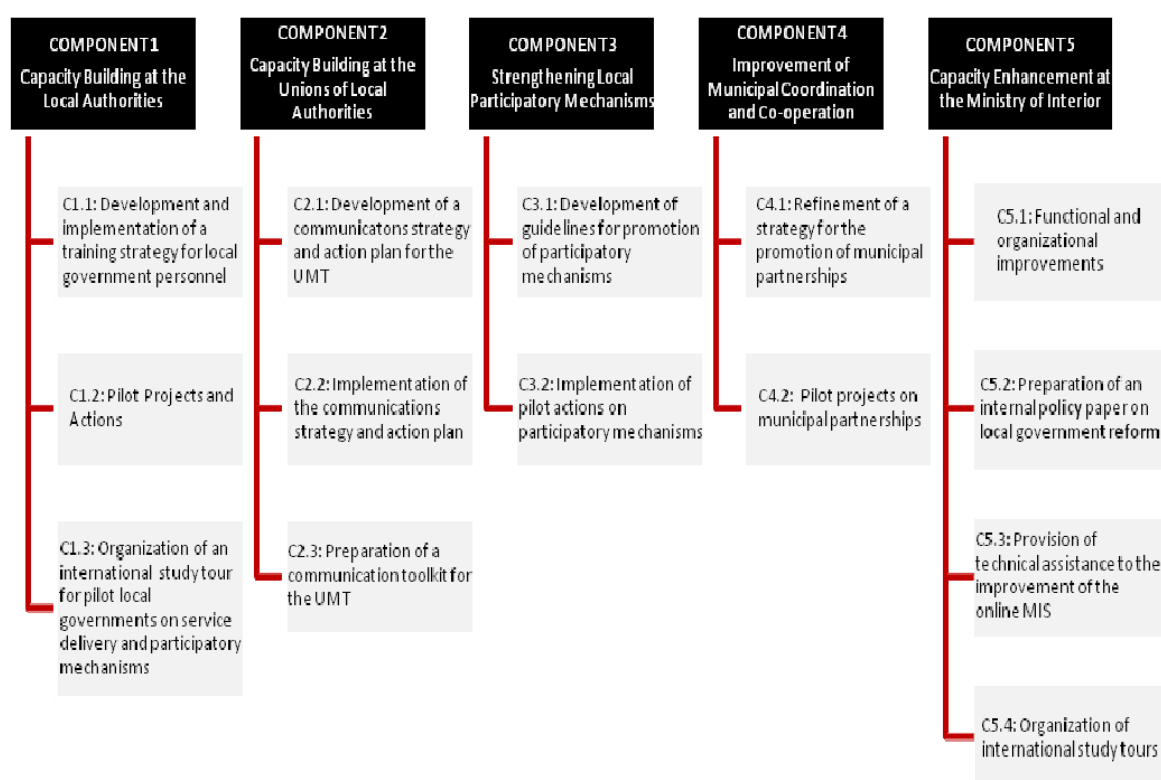 COMPONENT1
Capacity Building at the
Local Authorities
COMPONENT2
Capacity Building at the
Unions of Local
Authorities
COMPONENT3
Strengthening Local
Participatory Mechanisms
COMPONENT4
Improvement of
Municipal Coordination
and Co-operation
COMPONENT5
Capacity Enhancement at
the Ministry of Interior
C1.1: Development and
implementation of a
training strategy for local
government personnel
C1.2: Pilot Projects and
Actions
C1.3: Organization of an
international study tour
for pilot local
governments on service
delivery and participatory
mechanisms
C2.1: Development of a
communicatons strategy
and action plan for the
UMT
C2.2: Implementation of
the communications
strategy and action plan
C2.3: Preparation of a
communication toolkit for
the UMT
C3.1: Development of
guidelines for promotion
of participatory
mechanisms
C3.2: Implementation of
pilot actions on
participatory mechanisms
C4.1: Refinement of a
strategy for the
promotion of municipal
partnerships
C4.2: Pilot projects on
municipal partnerships
C5.1: Functional and
organizational
improvements
C5.2: Preparation of an
internal policy paper on
local government reform
C5.3: Provision of
technical assistance to the
improvement of the
online MIS
C5.4: Organization of
international study tours